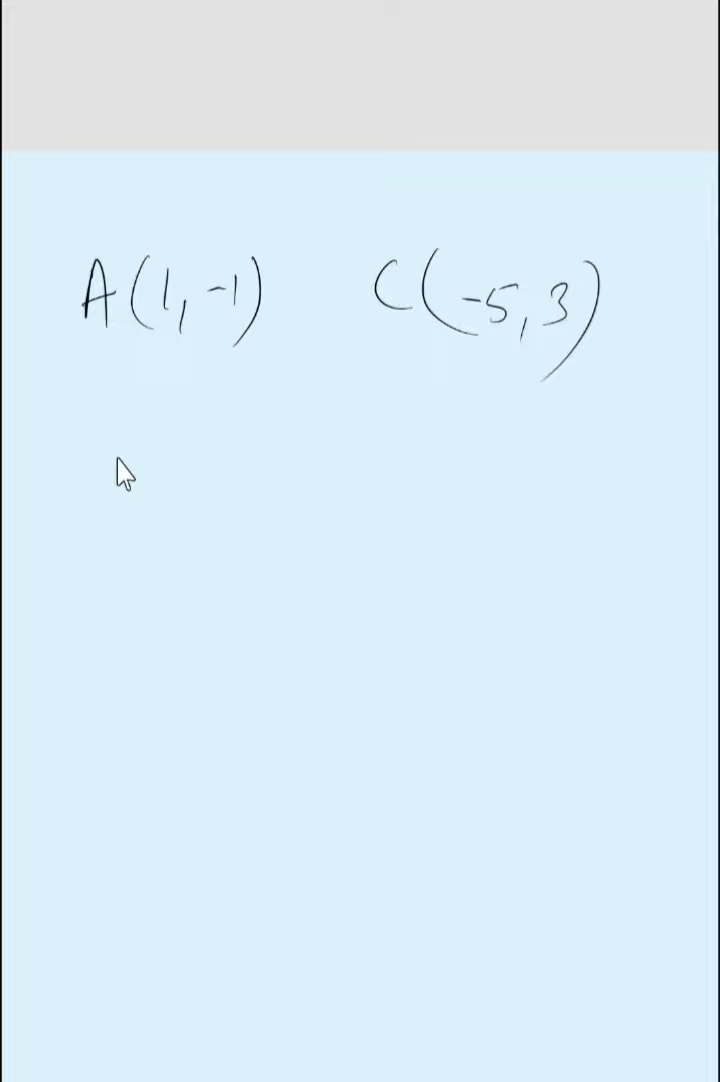 A(1, -1) C(-5, 3)